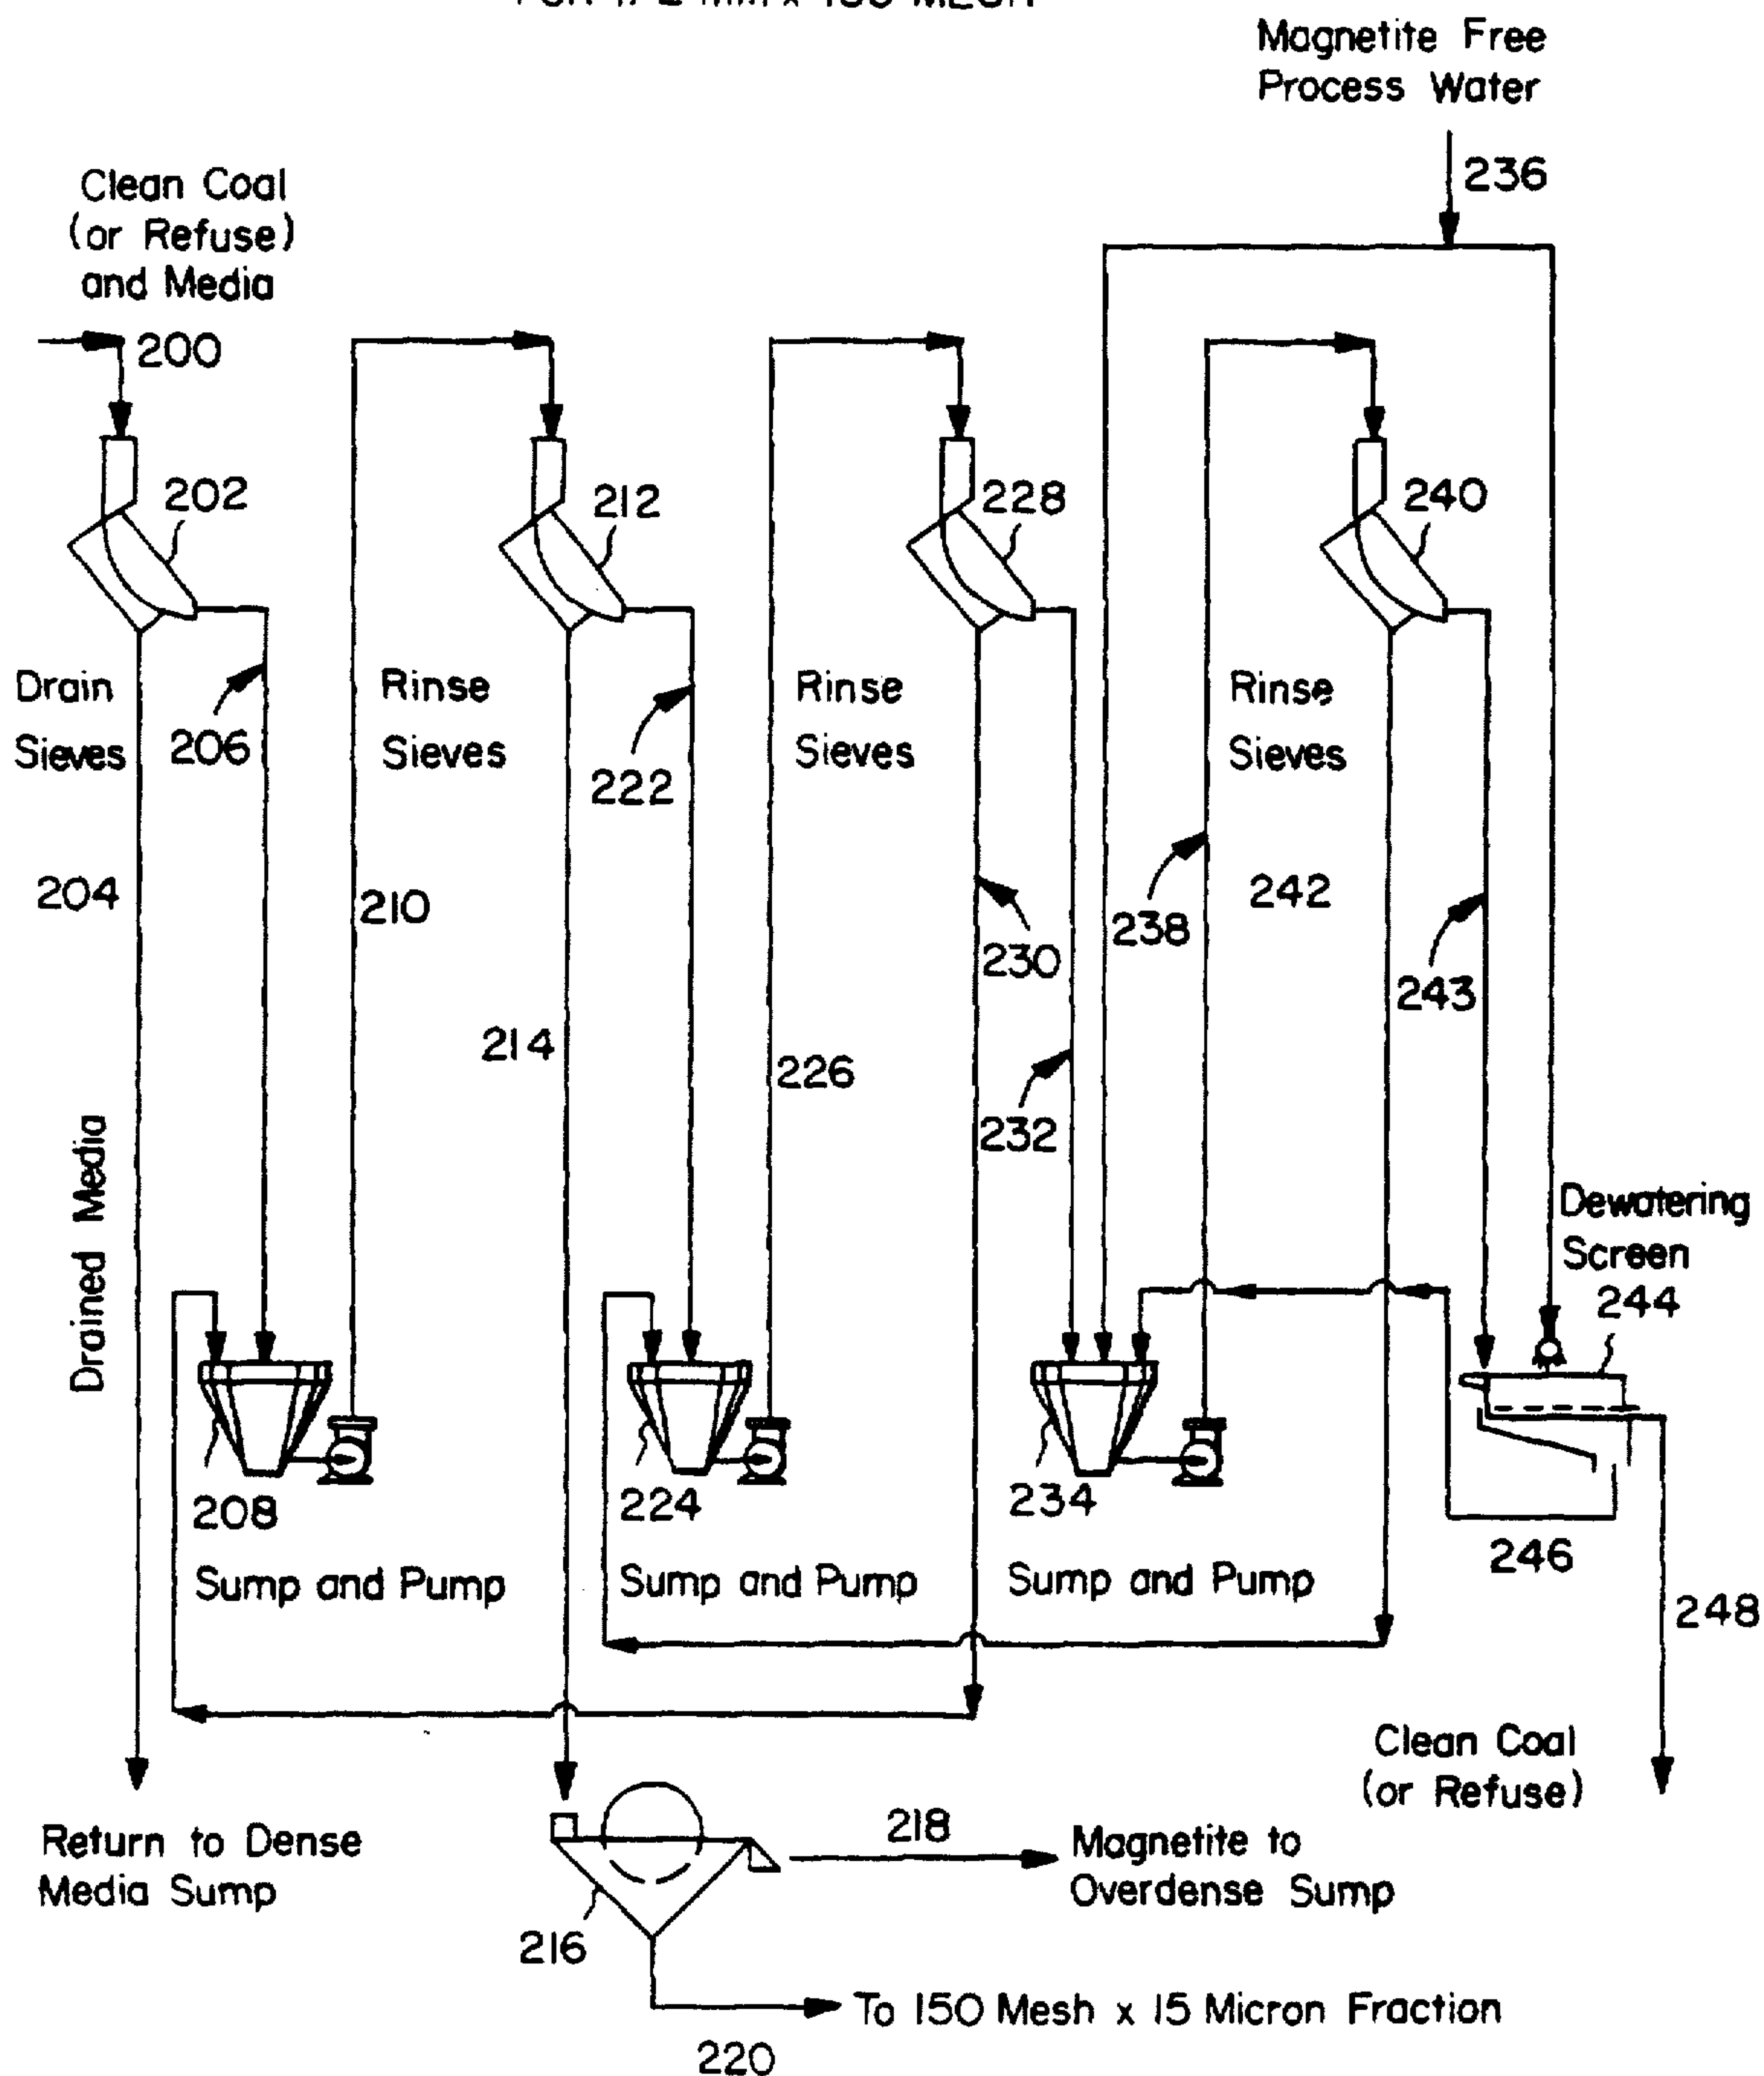 Magnetite Free
Process Water
236
Clean Coal
(or Refuse)
and Media
200
202
212
228
240
Drain
Sieves
206
Rinse
Sieves
222
Rinse
Sieves
Rinse
Sieves
204
210
230
238
242
243
214
226
232
Drained Media
Dewatering
Screen
244
208
224
234
246
Sump and Pump
Sump and Pump
Sump and Pump
248
Clean Coal
(or Refuse)
Return to Dense
Media Sump
218
Magnetite to
Overdense Sump
216
To 150 Mesh x 15 Micron Fraction
220